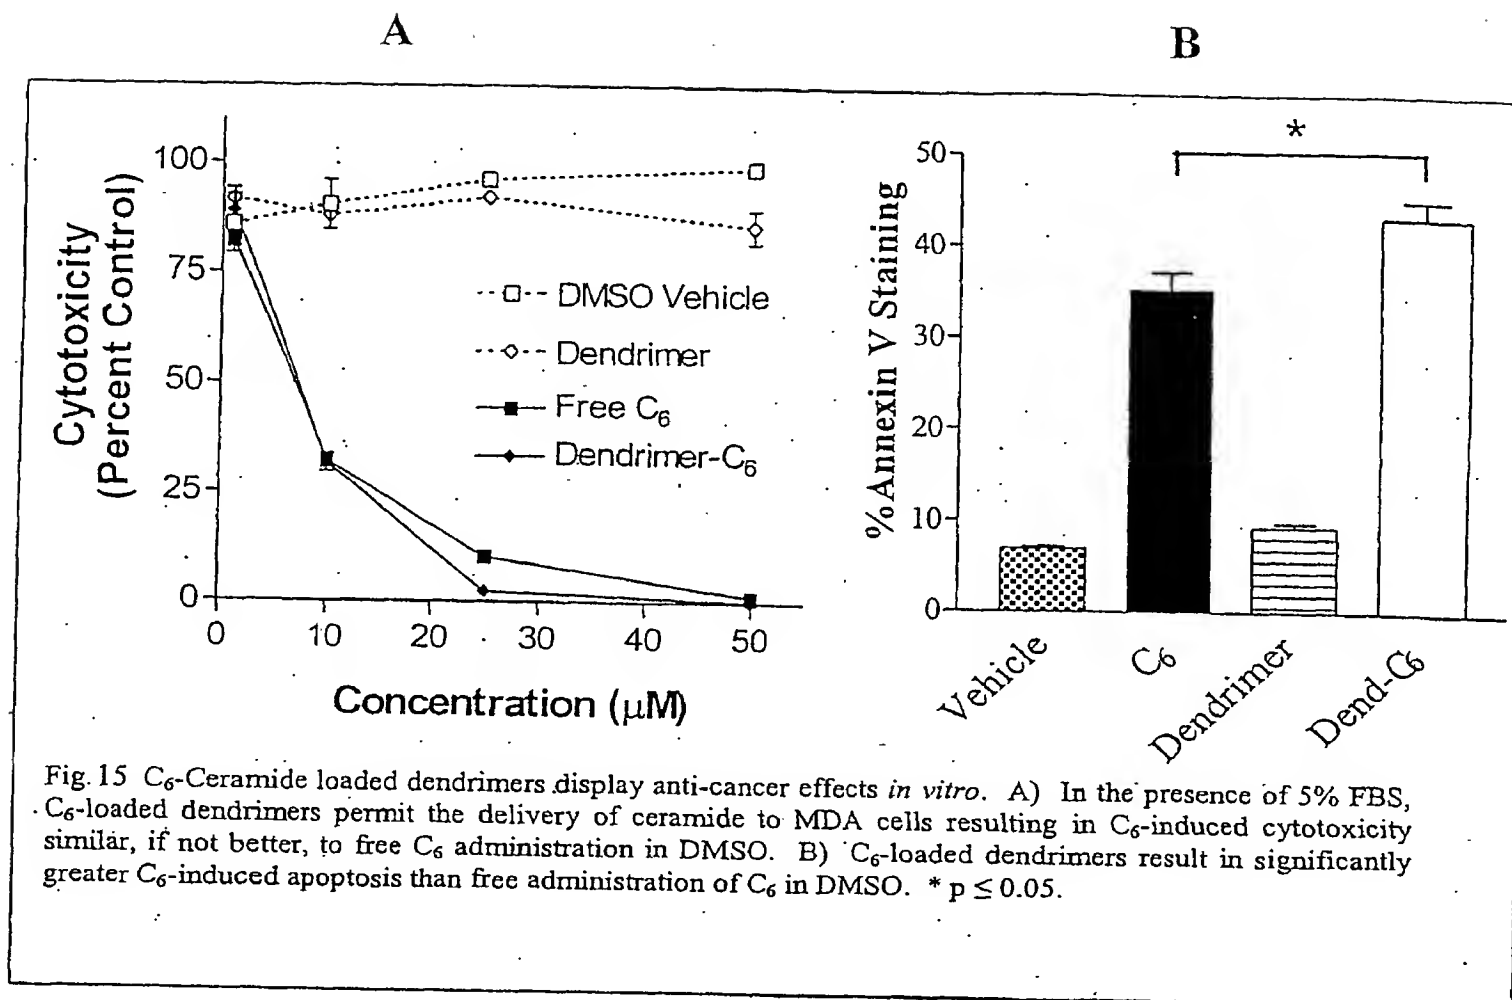 A
B
100
75
50
25
0
Cytotoxicity
(Percent Control)
DMSO Vehicle
Dendrimer
Free C₆
Dendrimer-C₆
0 10 20 30 40 50
Concentration (μM)
50
40
30
20
10
0
% Annexin V Staining
*
Vehicle
C₆
Dendrimer
Dend-C₆
Fig. 15 C₆-Ceramide loaded dendrimers display anti-cancer effects in vitro. A) In the presence of 5% FBS,
C₆-loaded dendrimers permit the delivery of ceramide to MDA cells resulting in C₆-induced cytotoxicity
similar, if not better, to free C₆ administration in DMSO. B) C₆-loaded dendrimers result in significantly
greater C₆-induced apoptosis than free administration of C₆ in DMSO. * p ≤ 0.05.